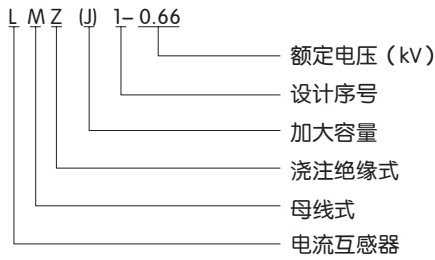 L M Z (J) 1-0.66
额定电压(kV)
设计序号
加大容量
浇注绝缘式
母线式
电流互感器